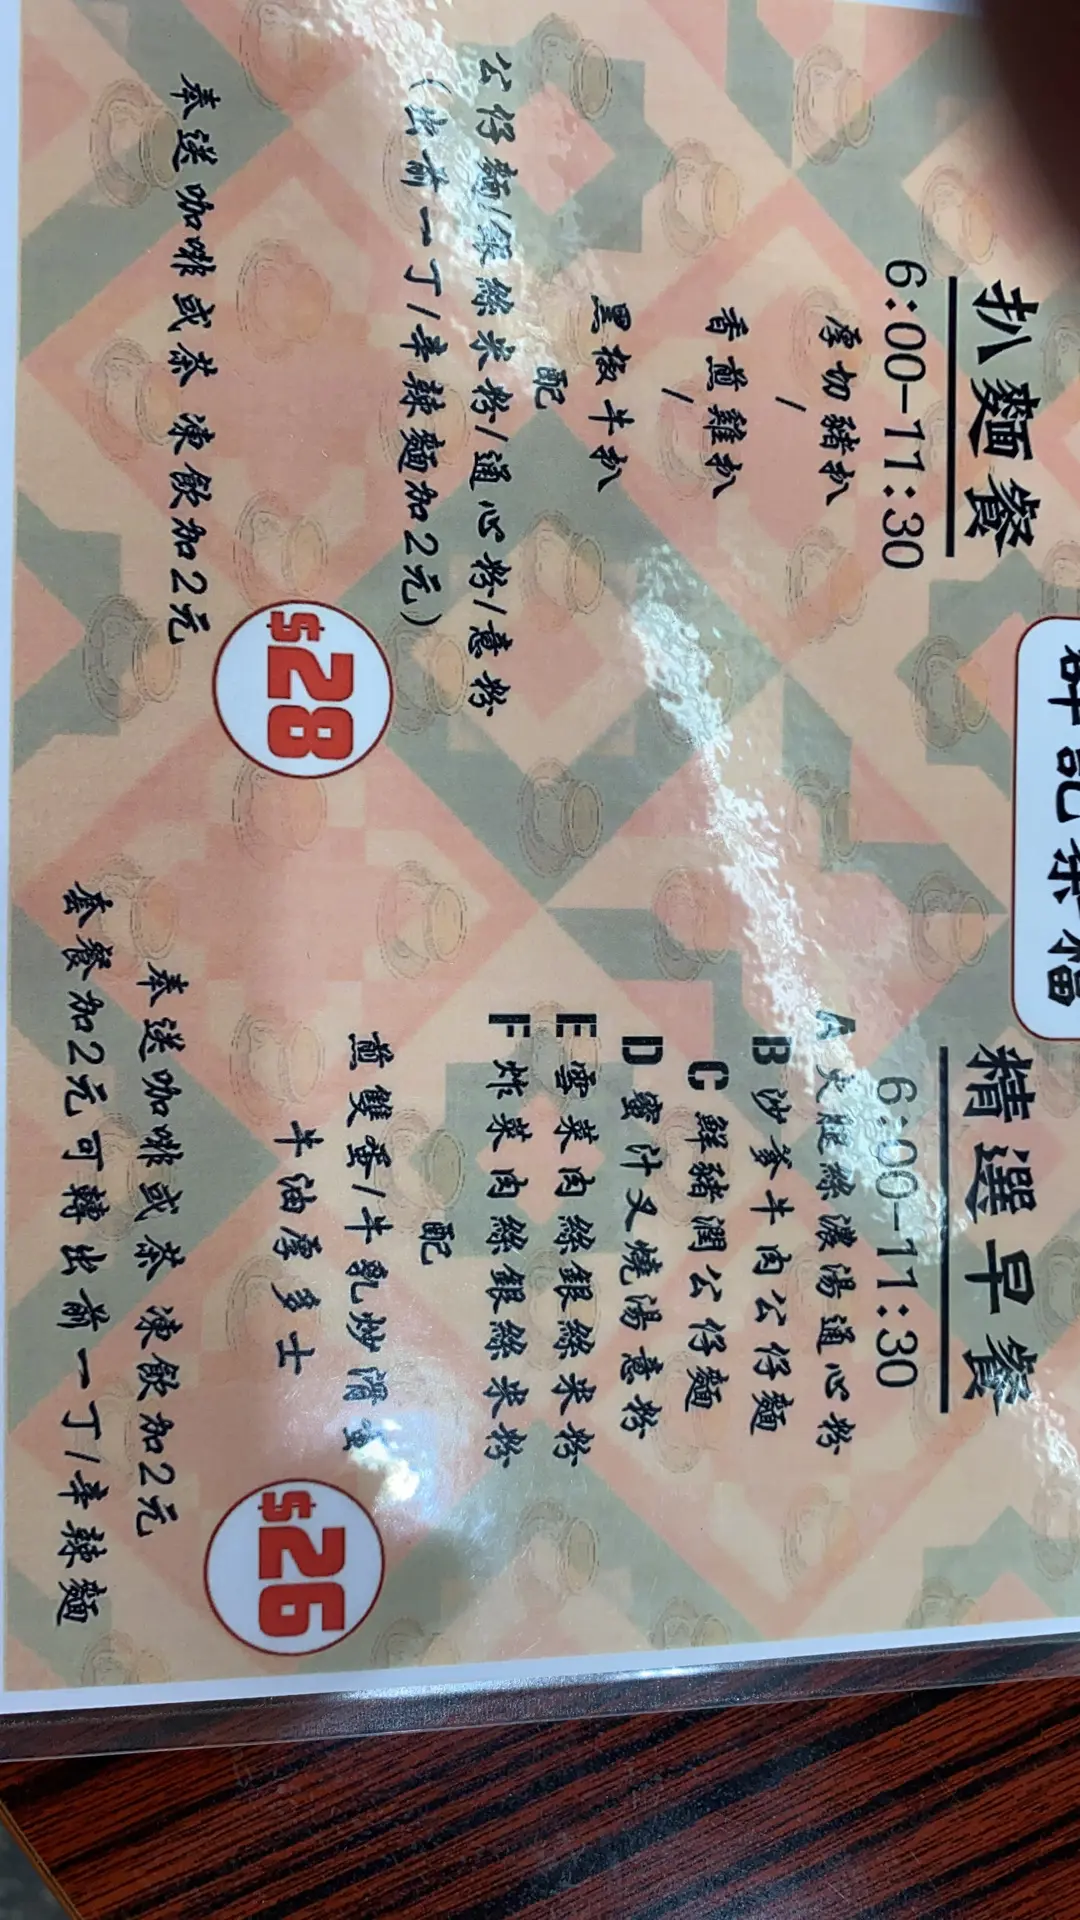 群記茶檔
扒麵餐
6:00-11:30
厚切豬扒
/
香煎雞扒
/
黑椒牛扒
配
公仔麵/銀絲米粉/通心粉/意粉
(出前一丁/辛辣麵加2元)
$28
奉送咖啡或茶 凍飲加2元
精選早餐
6:00-11:30
A 火腿絲濃湯通心粉
B 沙爹牛肉公仔麵
C 鮮豬潤公仔麵
D 蜜汁叉燒湯意粉
E 雪菜肉絲銀絲米粉
F 炸菜肉絲銀絲米粉
配
煎雙蛋/牛乳炒滑蛋
牛油厚多士
$26
奉送咖啡或茶 凍飲加2元
套餐加2元可轉出前一丁/辛辣麵